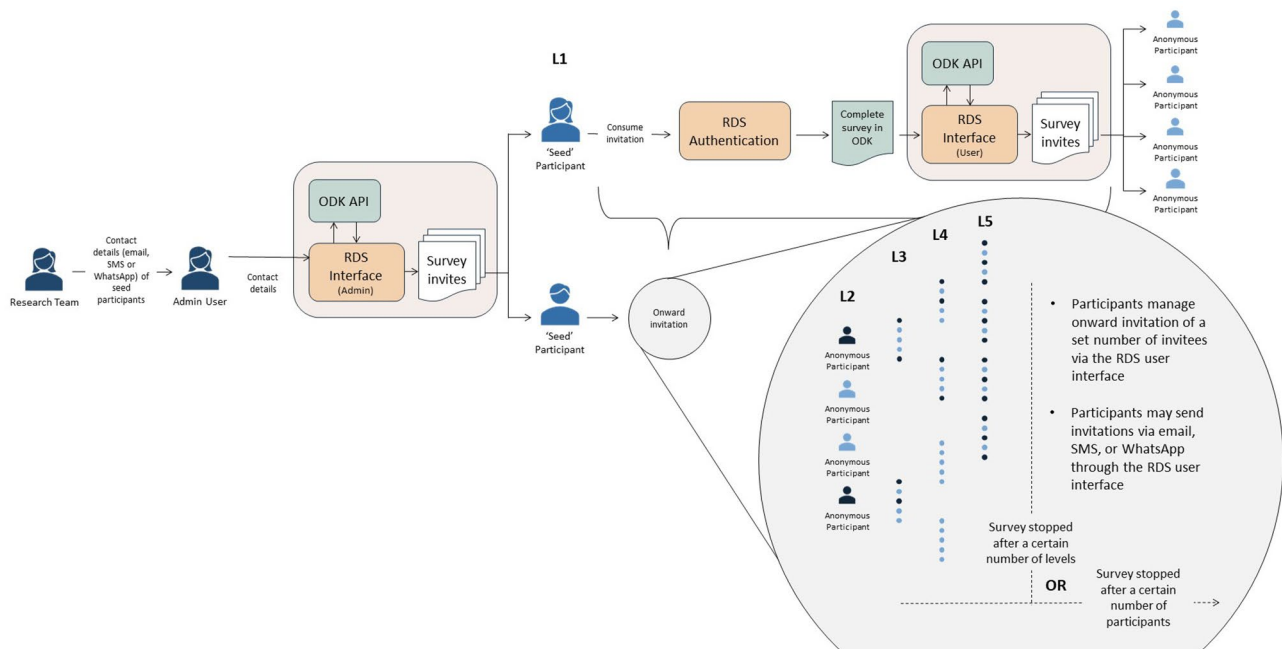 Research Team
Contact
details (email,
SMS or
WhatsApp) of
seed
participants
Admin User
Contact
details
ODK API
RDS
Interface
(Admin)
Survey
invites
L1
‘Seed’
Participant
‘Seed’
Participant
Consume
invitation
RDS
Authentication
Complete
survey in
ODK
ODK API
RDS
Interface
(User)
Survey
invites
Anonymous
Participant
Anonymous
Participant
Anonymous
Participant
Anonymous
Participant
Onward
invitation
L2
Anonymous
Participant
Anonymous
Participant
Anonymous
Participant
Anonymous
Participant
L3
L4
L5
• Participants manage
onward invitation of a
set number of invitees
via the RDS user
interface
• Participants may send
invitations via email,
SMS, or WhatsApp
through the RDS user
interface
Survey stopped
after a certain
number of levels
OR
Survey stopped
after a certain
number of
participants